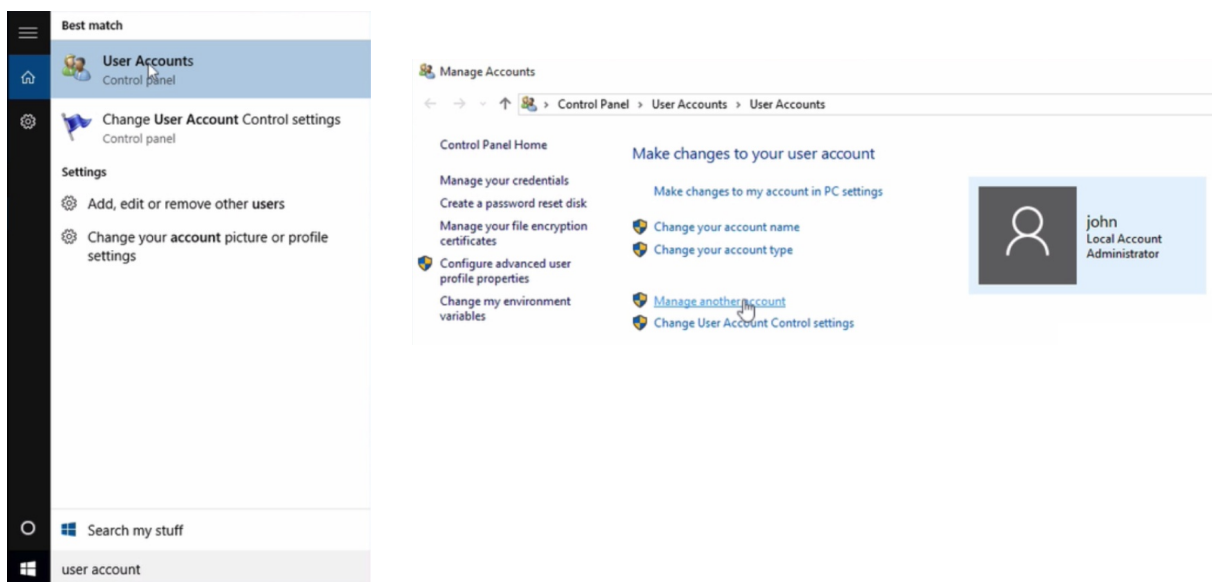 Best match
User Accounts
Control panel
Change User Account Control settings
Control panel
Settings
Add, edit or remove other users
Change your account picture or profile
settings
Search my stuff
user account
Manage Accounts
Control Panel > User Accounts > User Accounts
Control Panel Home
Manage your credentials
Create a password reset disk
Manage your file encryption
certificates
Configure advanced user
profile properties
Change my environment
variables
Make changes to your user account
Make changes to my account in PC settings
Change your account name
Change your account type
Manage another account
Change User Account Control settings
john
Local Account
Administrator